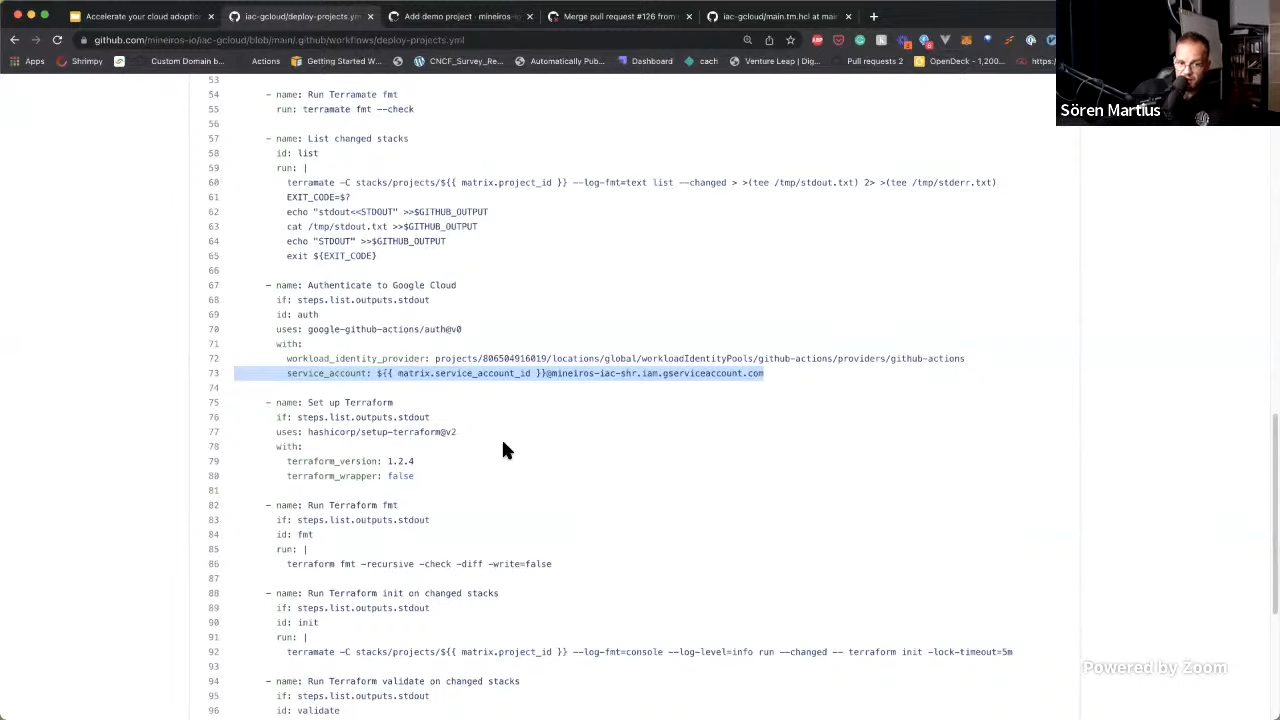 Accelerate your cloud adoption
iac-gcloud/deploy-projects.ym
Add demo project · mineiros-io
Merge pull request #126 from
iac-gcloud/main.tm.hcl at main
github.com/mineiros-io/iac-gcloud/blob/main/.github/workflows/deploy-projects.yml
Apps
Shrimpy
Custom Domain b...
Actions
Getting Started W...
CNCF_Survey_Re...
Automatically Pub...
Dashboard
cach
Venture Leap | Dig...
Pull requests 2
OpenDeck - 1,200...
Sören Martius
53
54 - name: Run Terramate fmt
55 run: terramate fmt --check
56
57 - name: List changed stacks
58 id: list
59 run: |
60 terramate -C stacks/projects/${{ matrix.project_id }} --log-fmt=text list --changed > >(tee /tmp/stdout.txt) 2> >(tee /tmp/stderr.txt)
61 EXIT_CODE=$?
62 echo "stdout<<STDOUT" >>$GITHUB_OUTPUT
63 cat /tmp/stdout.txt >>$GITHUB_OUTPUT
64 echo "STDOUT" >>$GITHUB_OUTPUT
65 exit ${EXIT_CODE}
66
67 - name: Authenticate to Google Cloud
68 if: steps.list.outputs.stdout
69 id: auth
70 uses: google-github-actions/auth@v0
71 with:
72 workload_identity_provider: projects/806504916019/locations/global/workloadIdentityPools/github-actions/providers/github-actions
73 service_account: ${{ matrix.service_account_id }}@mineiros-iac-shr.iam.gserviceaccount.com
74
75 - name: Set up Terraform
76 if: steps.list.outputs.stdout
77 uses: hashicorp/setup-terraform@v2
78 with:
79 terraform_version: 1.2.4
80 terraform_wrapper: false
81
82 - name: Run Terraform fmt
83 if: steps.list.outputs.stdout
84 id: fmt
85 run: |
86 terraform fmt -recursive -check -diff -write=false
87
88 - name: Run Terraform init on changed stacks
89 if: steps.list.outputs.stdout
90 id: init
91 run: |
92 terramate -C stacks/projects/${{ matrix.project_id }} --log-fmt=console --log-level=info run --changed -- terraform init -lock-timeout=5m
93
94 - name: Run Terraform validate on changed stacks
95 if: steps.list.outputs.stdout
96 id: validate
Powered by Zoom